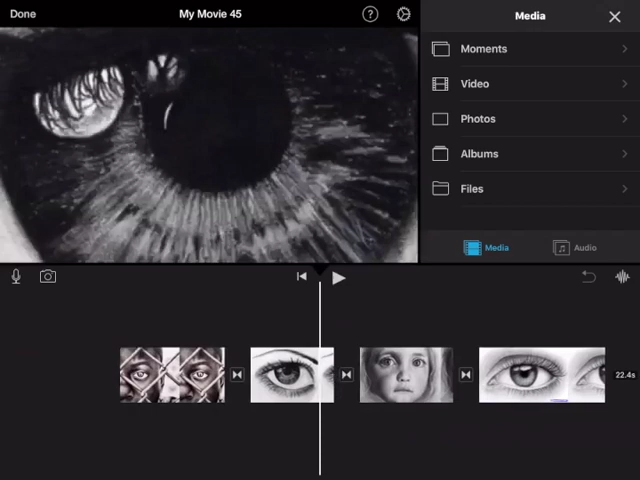 Done
My Movie 45
?
Media
Moments
Video
Photos
Albums
Files
Media
Audio
22.4s